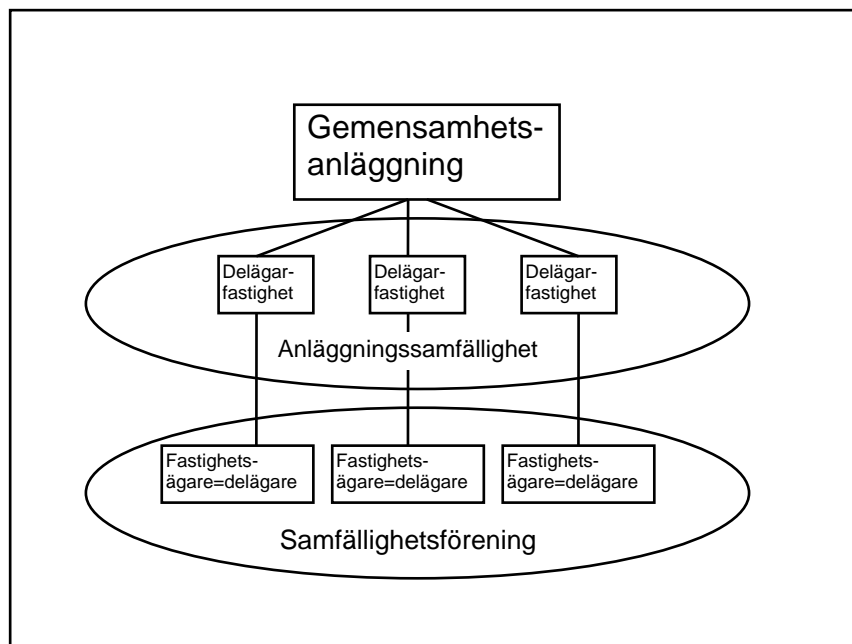 Gemensamhets-
anläggning
Delägar-
fastighet
Delägar-
fastighet
Delägar-
fastighet
Anläggningssamfällighet
Fastighets-
ägare=delägare
Fastighets-
ägare=delägare
Fastighets-
ägare=delägare
Samfällighetsförening